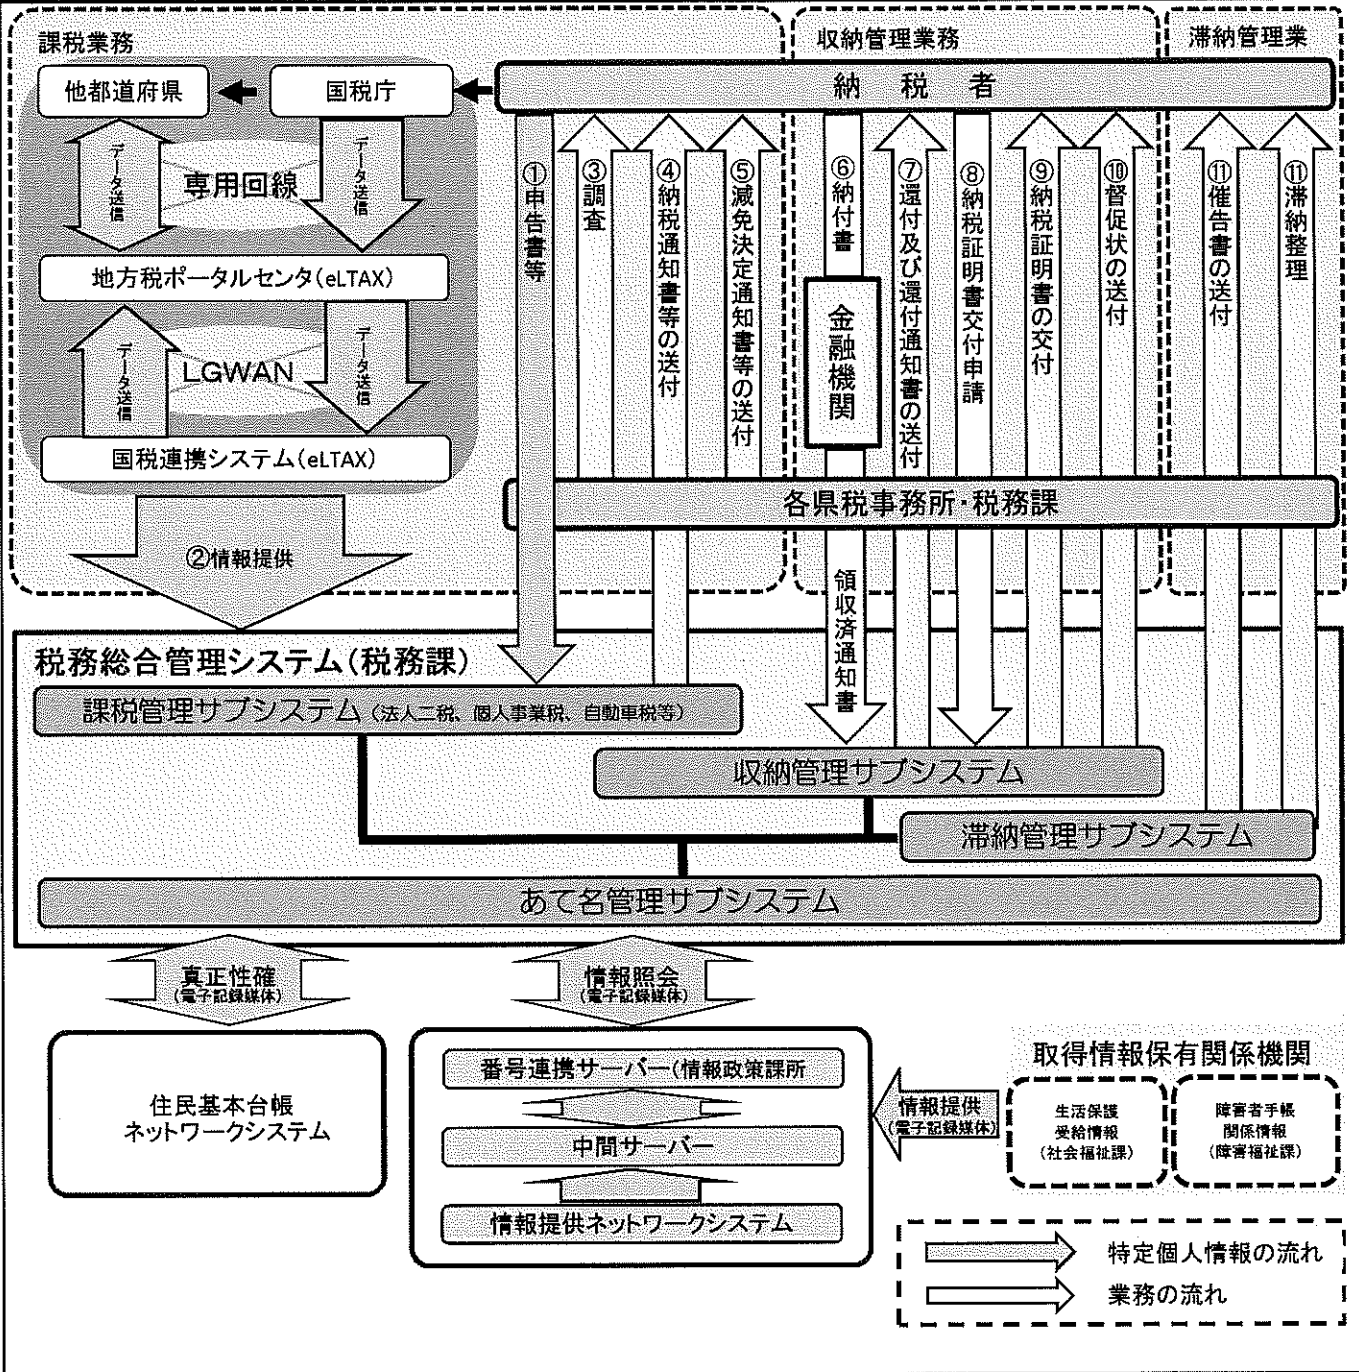 課税業務
収納管理業務
滞納管理業
他都道府県
国税庁
納税者
データ送信
専用回線
データ送信
地方税ポータルセンタ(eLTAX)
データ送信
LGWAN
データ送信
国税連携システム(eLTAX)
②情報提供
①申告書等
③調査
④納税通知書等の送付
⑤減免決定通知書等の送付
⑥納付書
金融機関
⑦還付及び還付通知書の送付
⑧納税証明書交付申請
⑨納税証明書の交付
⑩督促状の送付
⑪催告書の送付
⑪滞納整理
各県税事務所・税務課
領収済通知書
税務総合管理システム(税務課)
課税管理サブシステム(法人二税、個人事業税、自動車税等)
収納管理サブシステム
滞納管理サブシステム
あて名管理サブシステム
真正性確
(電子記録媒体)
情報照会
(電子記録媒体)
住民基本台帳
ネットワークシステム
番号連携サーバー(情報政策課所
中間サーバー
情報提供ネットワークシステム
情報提供
(電子記録媒体)
取得情報保有関係機関
生活保護
受給情報
(社会福祉課)
障害者手帳
関係情報
(障害福祉課)
特定個人情報の流れ
業務の流れ